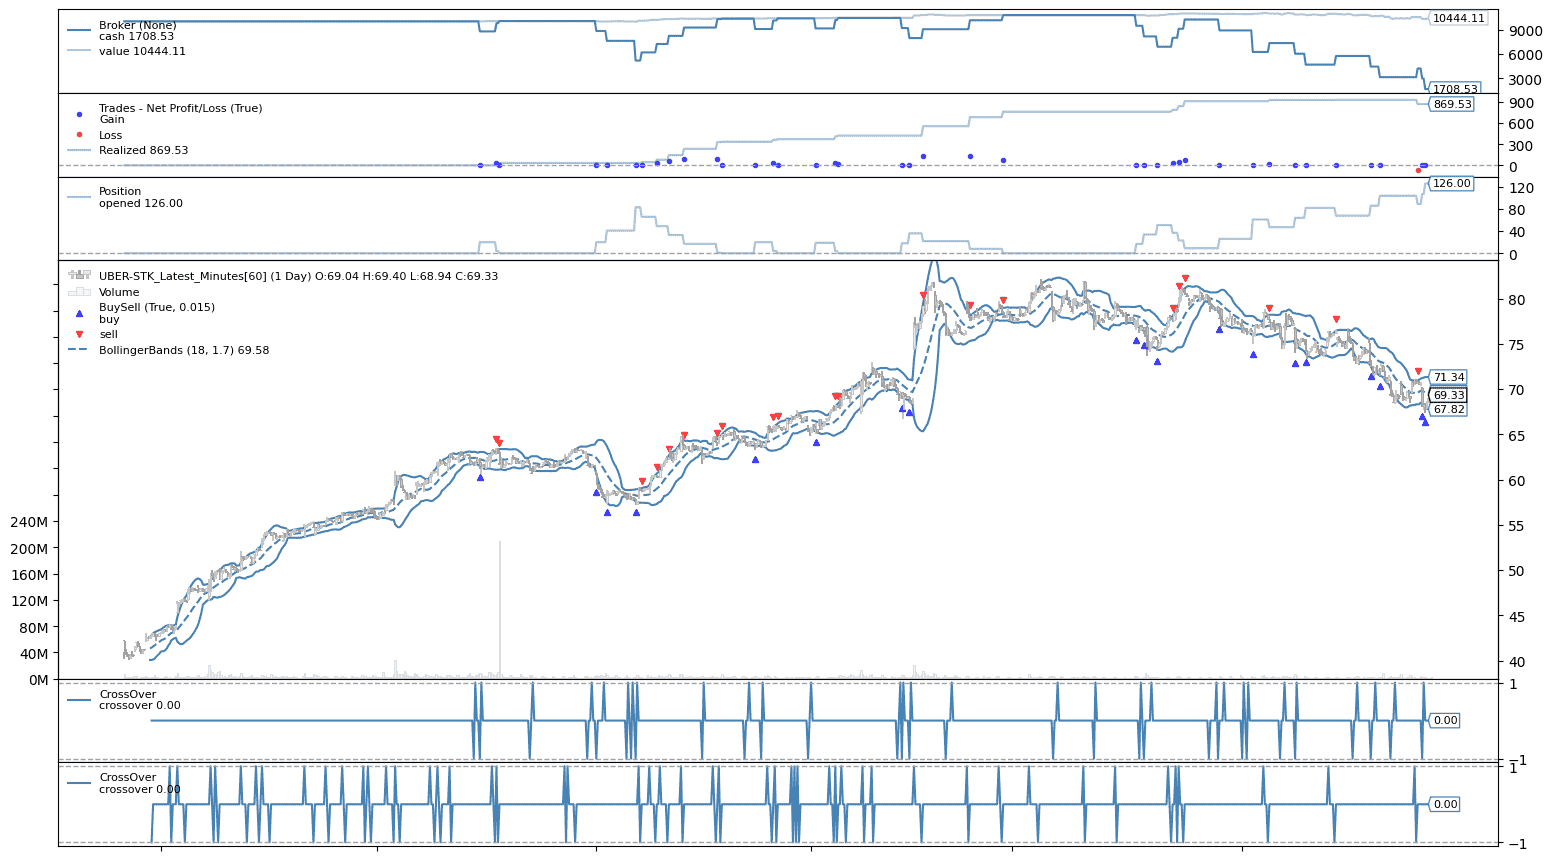 Broker (None)
cash 1708.53
value 10444.11
10444.11
9000
6000
3000
1708.53
Trades - Net Profit/Loss (True)
Gain
Loss
Realized 869.53
900
869.53
600
300
0
Position
opened 126.00
126.00
120
80
40
0
UBER-STK_Latest_Minutes[60] (1 Day) O:69.04 H:69.40 L:68.94 C:69.33
Volume
BuySell (True, 0.015)
buy
sell
BollingerBands (18, 1.7) 69.58
80
75
71.34
70
69.33
67.82
65
60
55
50
45
40
240M
200M
160M
120M
80M
40M
0M
CrossOver
crossover 0.00
1
0.00
−1
CrossOver
crossover 0.00
1
0.00
−1